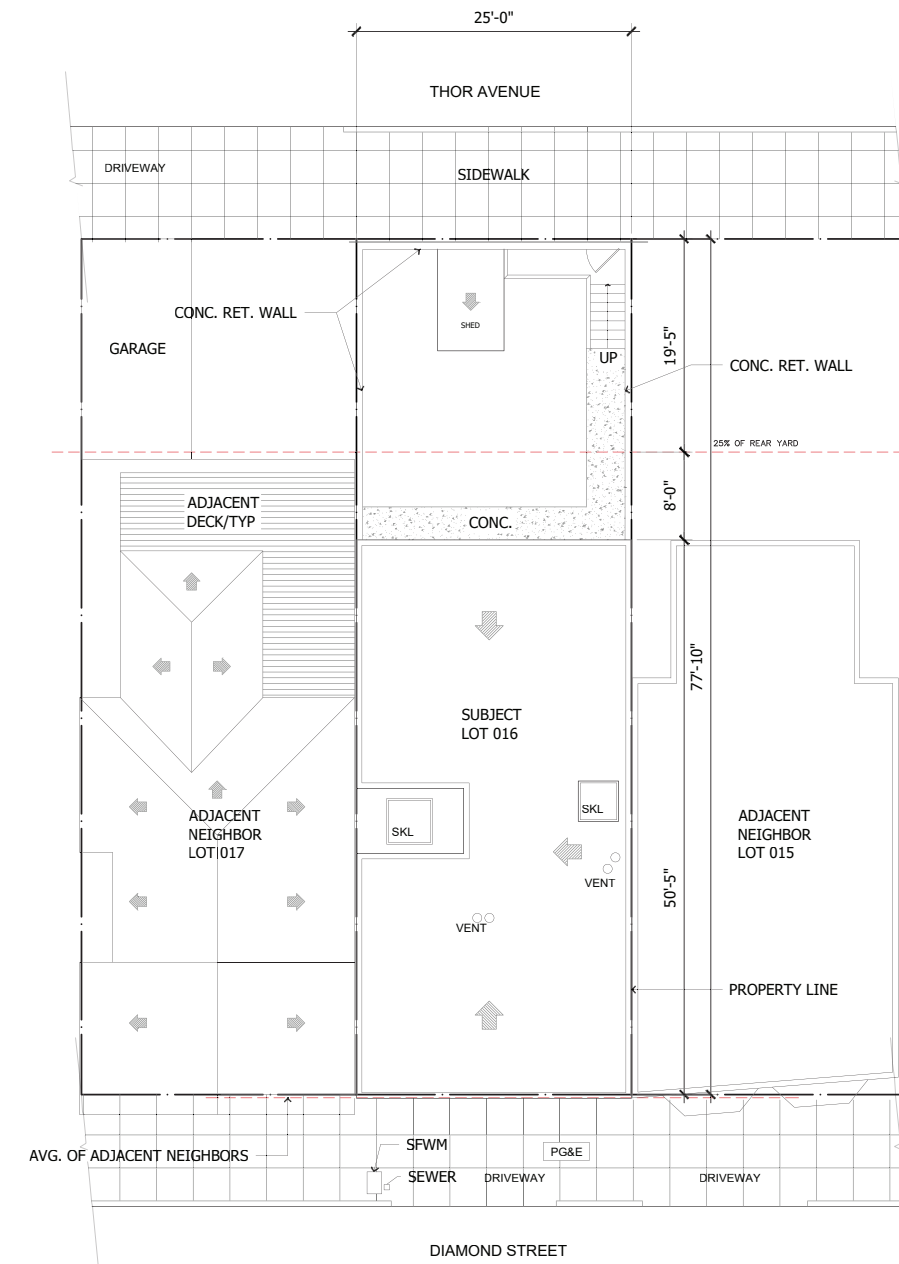 25'-0"
THOR AVENUE
DRIVEWAY
SIDEWALK
CONC. RET. WALL
SHED
GARAGE
UP
19'-5"
CONC. RET. WALL
25% OF REAR YARD
ADJACENT
DECK/TYP
8'-0"
CONC.
77'-10"
SUBJECT
LOT 016
SKL
SKL
ADJACENT
NEIGHBOR
LOT 017
ADJACENT
NEIGHBOR
LOT 015
VENT
50'-5"
VENT
PROPERTY LINE
AVG. OF ADJACENT NEIGHBORS
SFWM
PG&E
SEWER
DRIVEWAY
DRIVEWAY
DIAMOND STREET